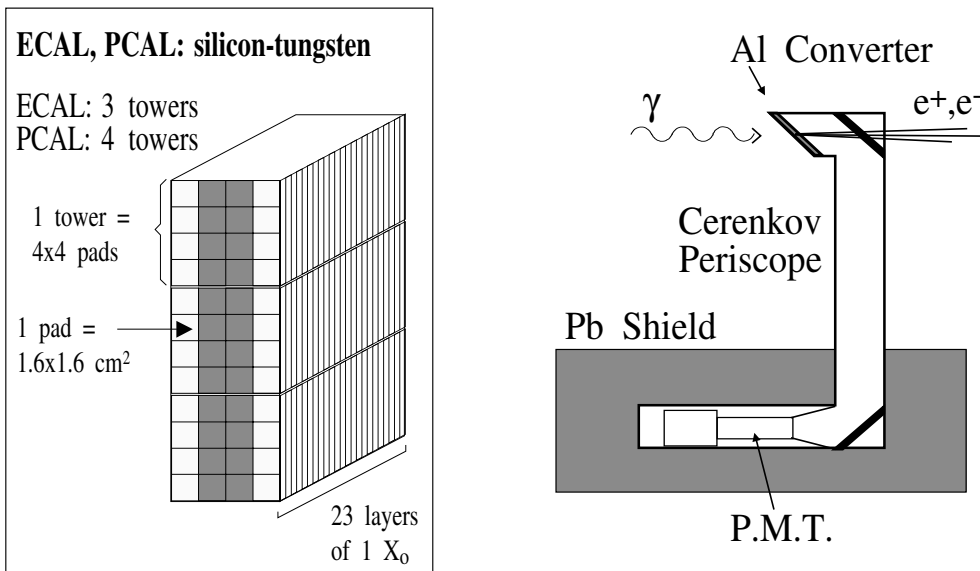 ECAL, PCAL: silicon-tungsten
ECAL: 3 towers
PCAL: 4 towers
1 tower =
4x4 pads
1 pad =
1.6x1.6 cm²
23 layers
of 1 Xₒ
Al Converter
γ
e⁺,e⁻
Cerenkov
Periscope
Pb Shield
P.M.T.